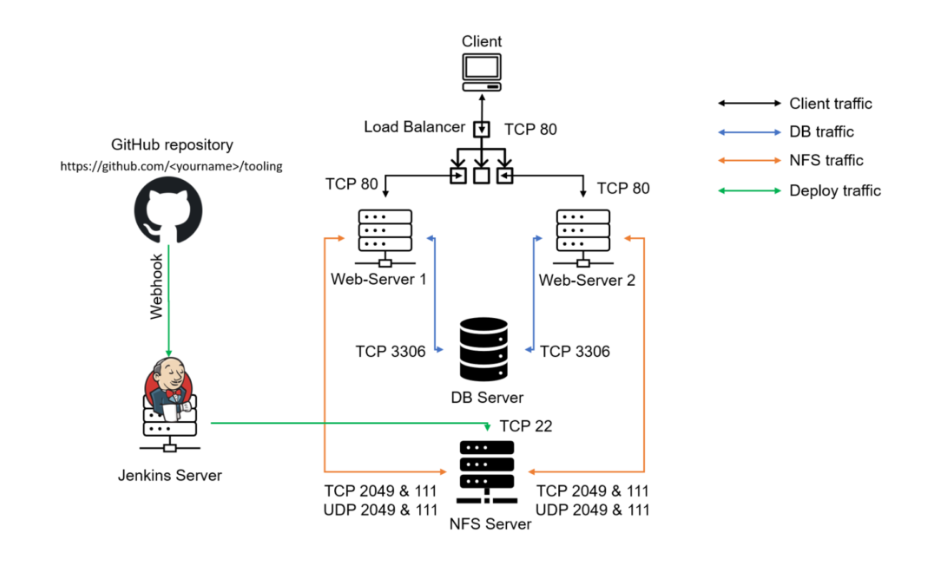 Client
Load Balancer
TCP 80
Client traffic
DB traffic
NFS traffic
Deploy traffic
GitHub repository
https://github.com/<yourname>/tooling
TCP 80
TCP 80
Webhook
Web-Server 1
Web-Server 2
TCP 3306
TCP 3306
DB Server
TCP 22
Jenkins Server
TCP 2049 & 111
UDP 2049 & 111
TCP 2049 & 111
UDP 2049 & 111
NFS Server